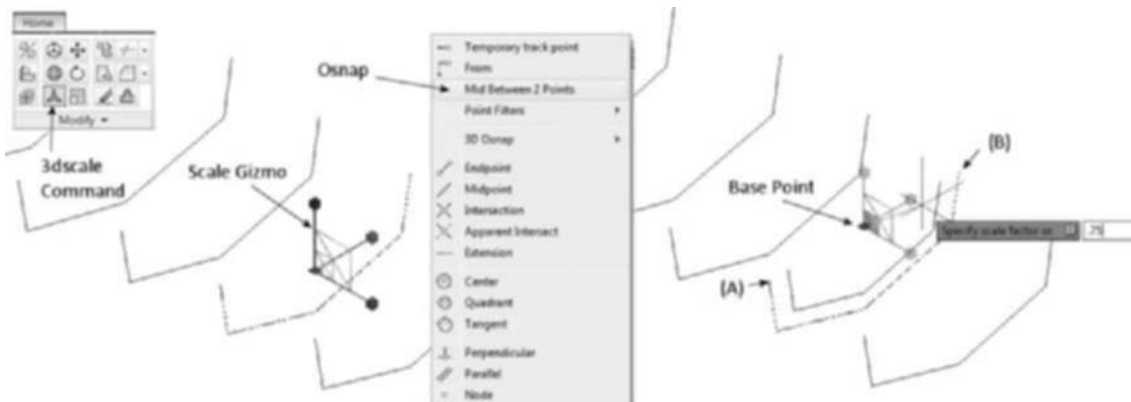 Home
Modify
3dscale
Command
Scale Gizmo
Osnap
Temporary track point
From
Mid Between 2 Points
Point Filters
3D Osnap
Endpoint
Midpoint
Intersection
Apparent Intersect
Extension
Center
Quadrant
Tangent
Perpendicular
Parallel
Node
Base Point
(B)
Specify scale factor or
.75
(A)